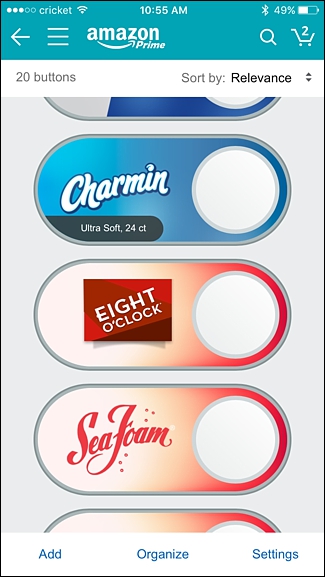 cricket 10:55 AM 49%
amazon 2
Prime
20 buttons Sort by: Relevance
Charmin
Ultra Soft, 24 ct
EIGHT
O'CLOCK
SeaFoam
Add Organize Settings